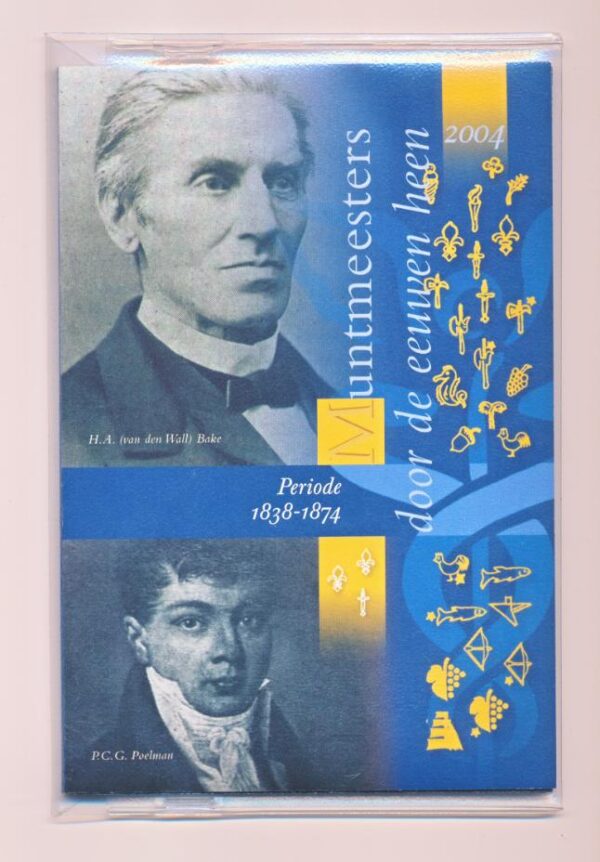 2004
Muntmeesters
door de eeuwen heen
H.A. (van den Wall) Bake
Periode
1838-1874
P.C.G. Poelman